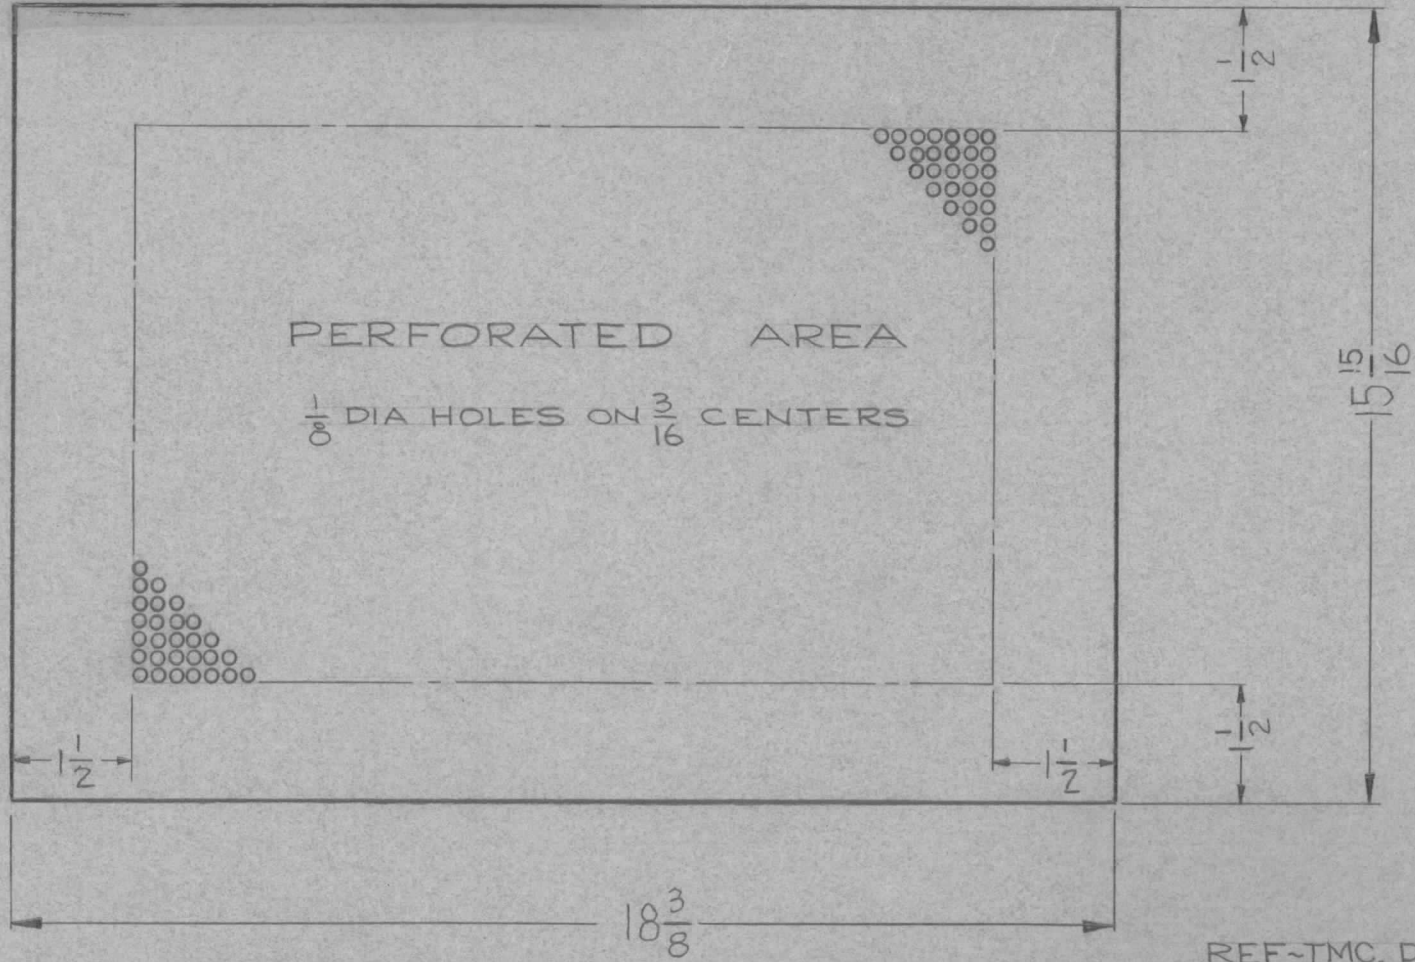 1 1/2
15 15/16
PERFORATED AREA
1/8 DIA HOLES ON 3/16 CENTERS
1 1/2
1 1/2
1 1/2
18 3/8
REF~TMC.